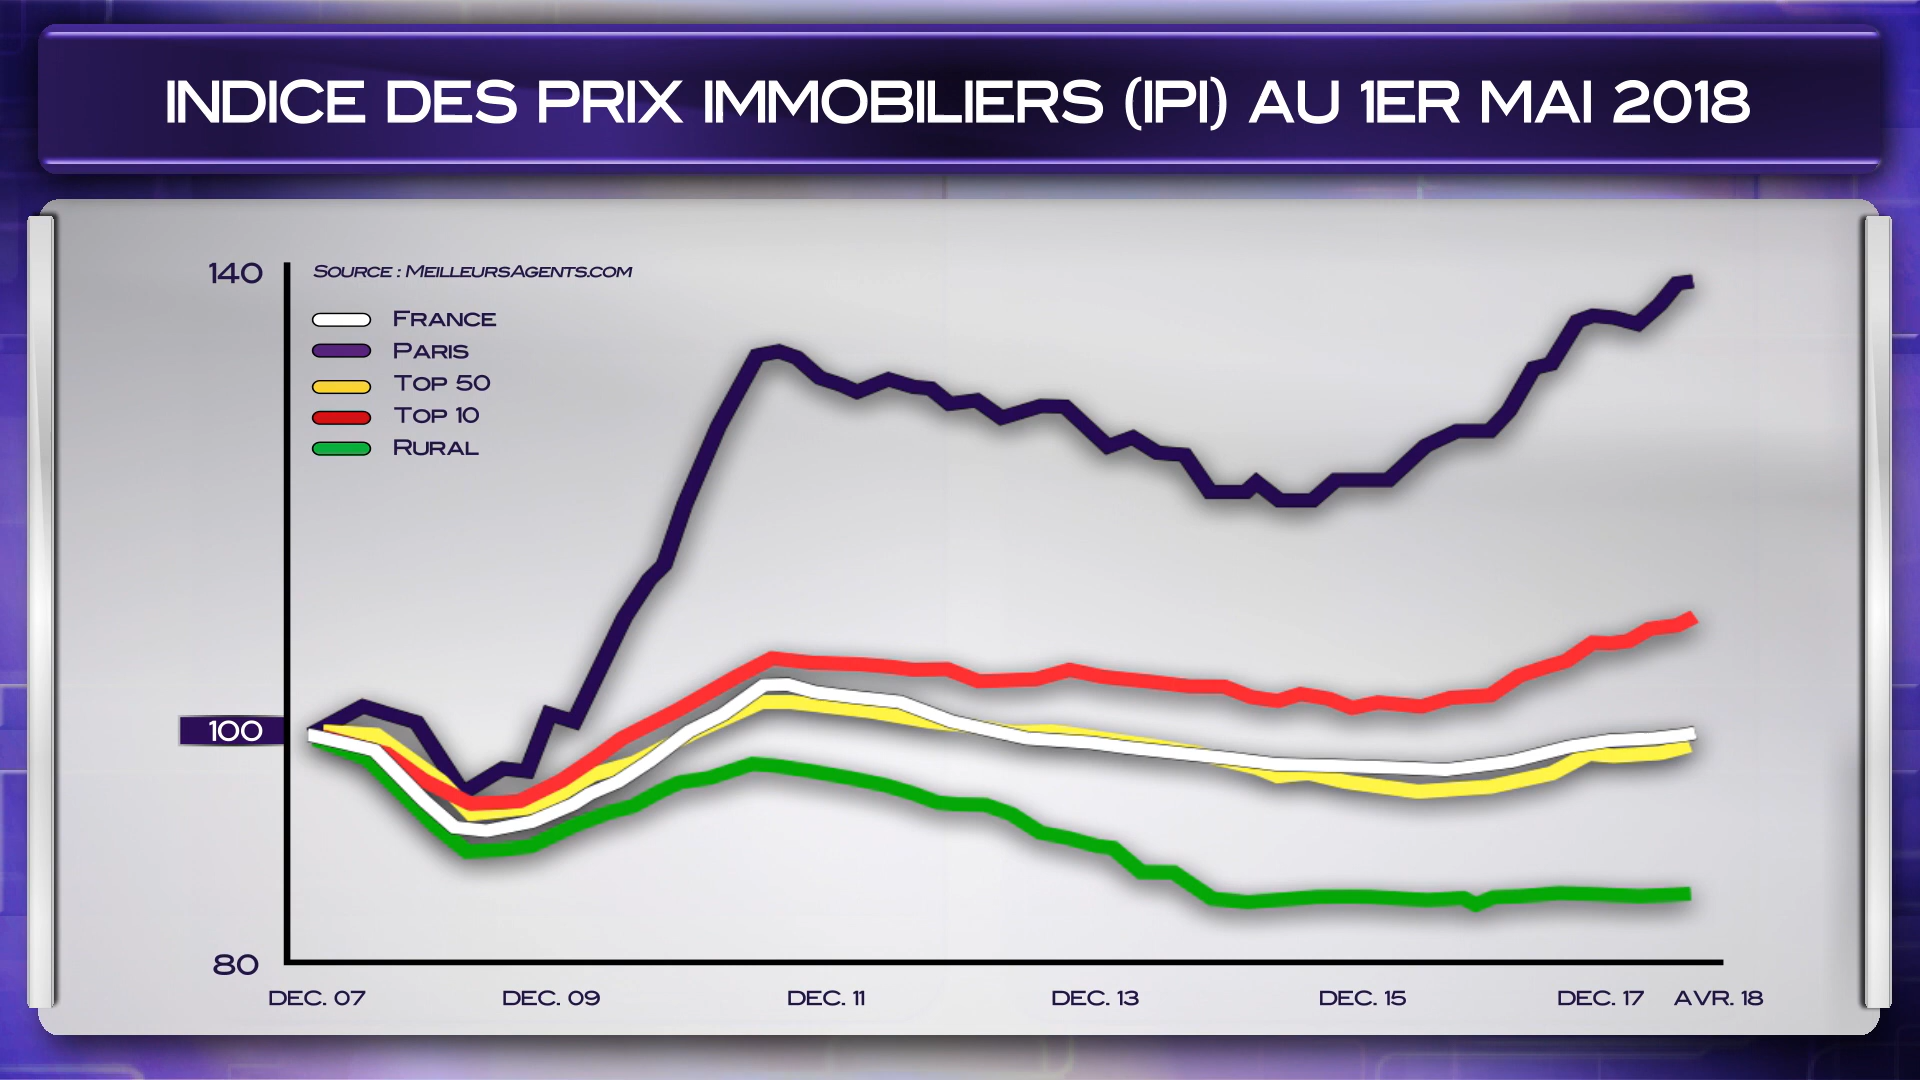 INDICE DES PRIX IMMOBILIERS (IPI) AU 1ER MAI 2018
140
SOURCE : MEILLEURSAGENTS.COM
FRANCE
PARIS
TOP 50
TOP 10
RURAL
100
80
DEC. 07 DEC. 09 DEC. 11 DEC. 13 DEC. 15 DEC. 17 AVR. 18